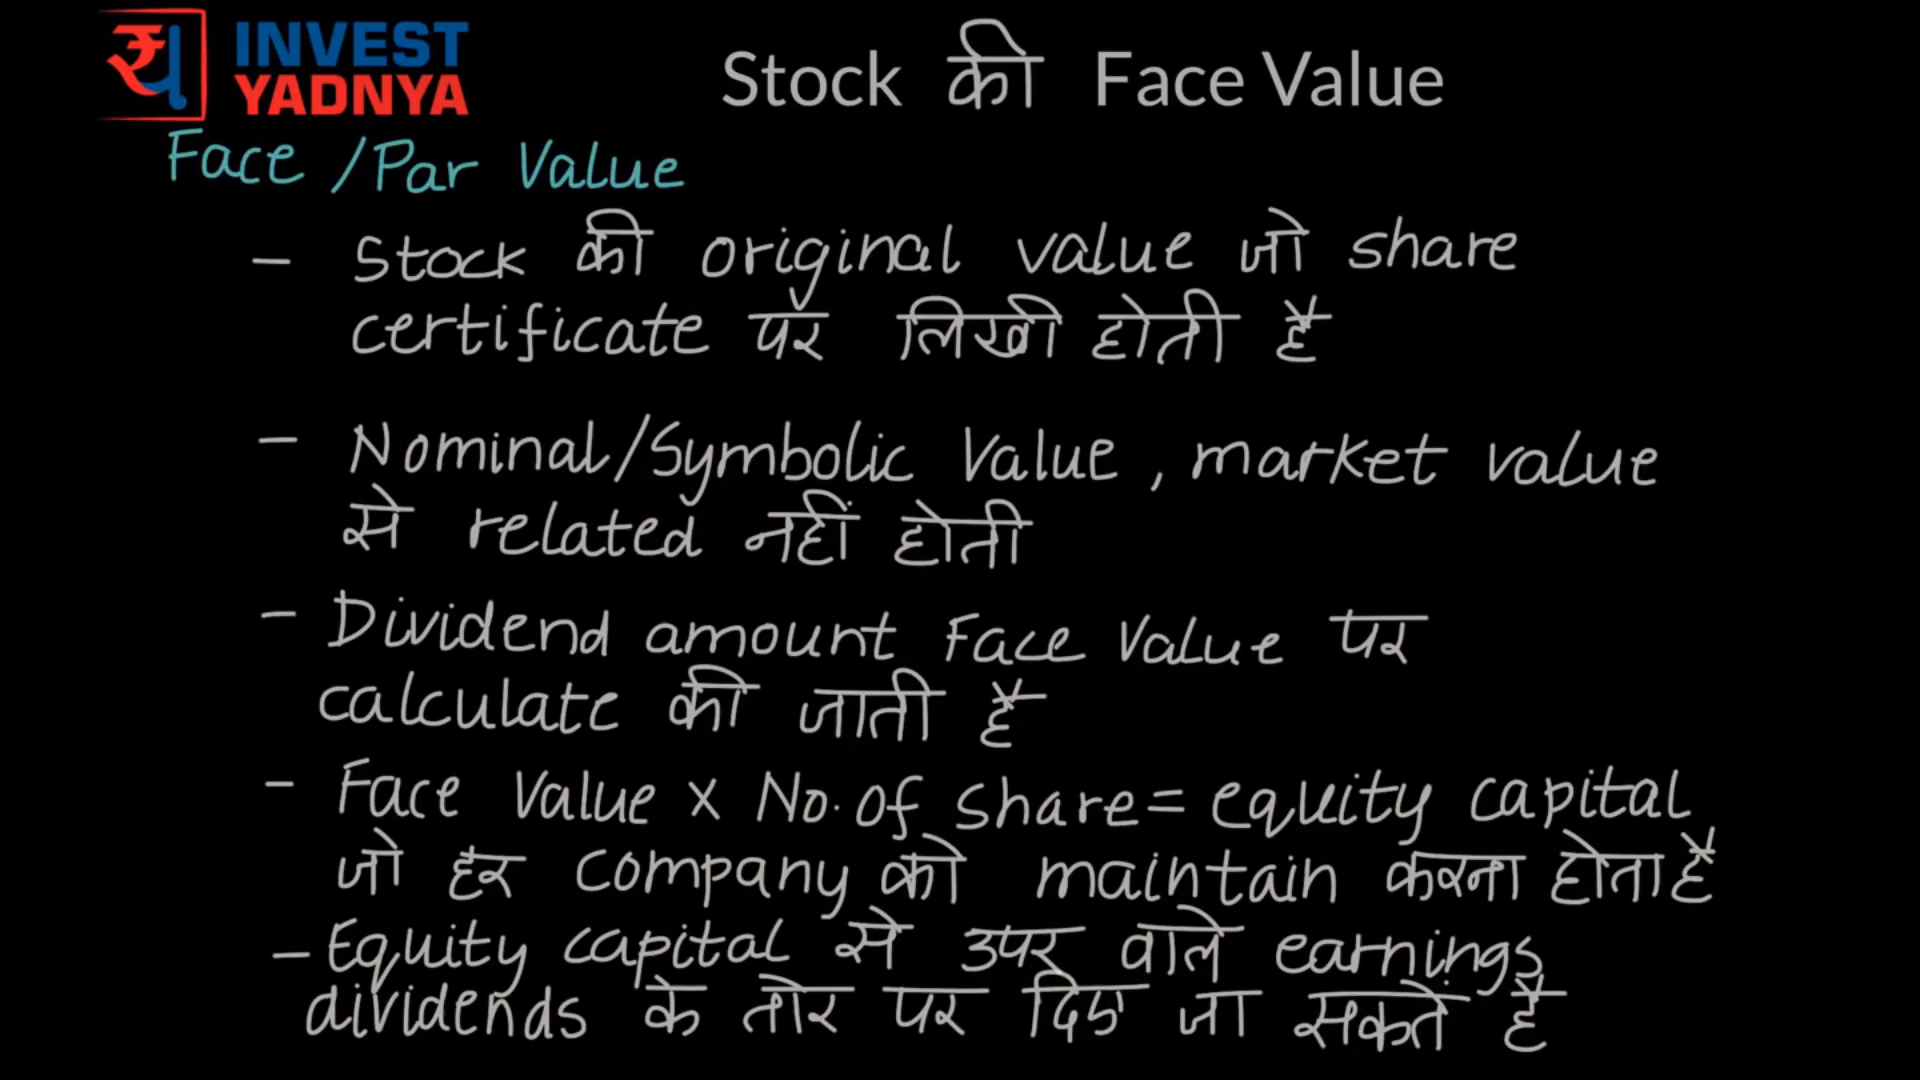 INVEST
YADNYA
Stock की Face Value
Face / Par Value
- Stock की original value जो share
certificate पर लिखी होती है
- Nominal/Symbolic Value, market value
से related नहीं होती
- Dividend amount Face Value पर
calculate की जाती है
- Face Value x No. of share = equity capital
जो हर company को maintain करना होता है
- Equity capital से उपर वाले earnings
dividends के तौर पर दिए जा सकते है